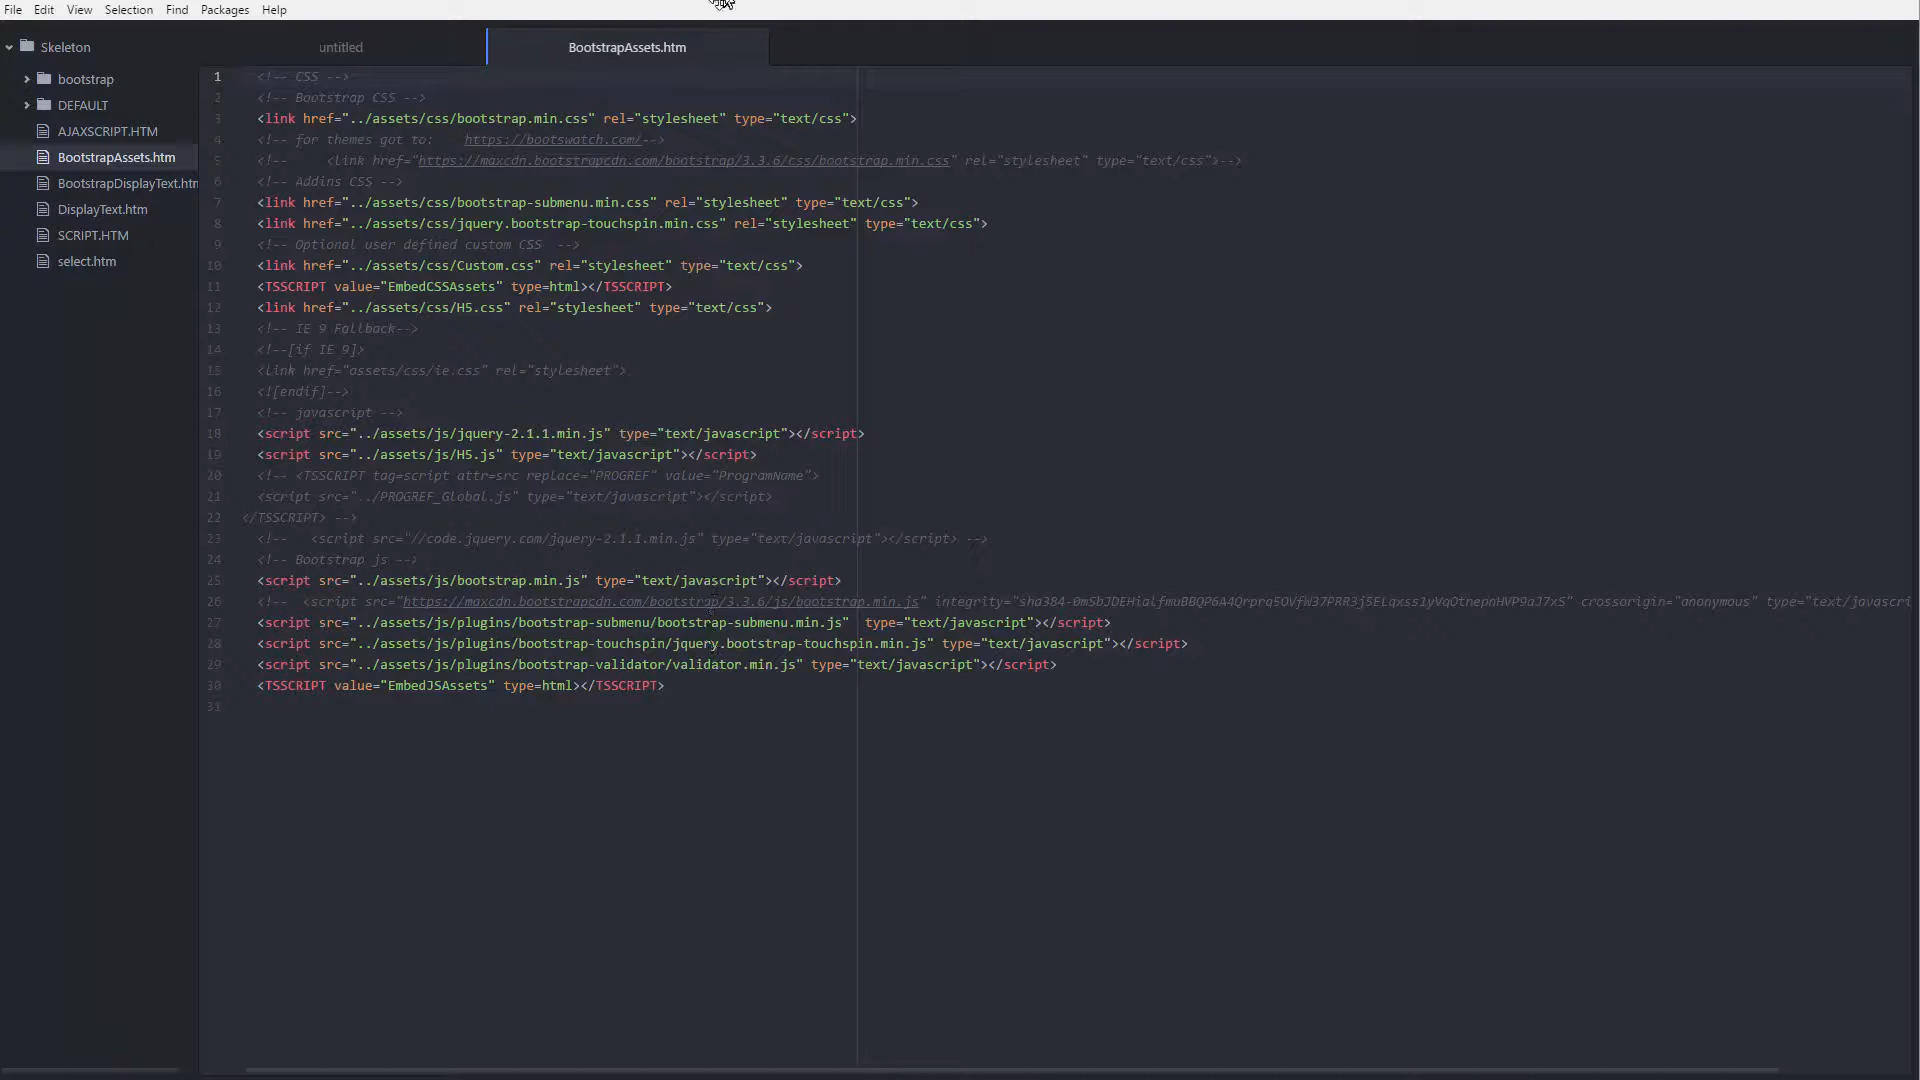 File Edit View Selection Find Packages Help
Skeleton
bootstrap
DEFAULT
AJAXSCRIPT.HTM
BootstrapAssets.htm
BootstrapDisplayText.htm
DisplayText.htm
SCRIPT.HTM
select.htm
untitled
BootstrapAssets.htm
1 <!-- CSS -->
2 <!-- Bootstrap CSS -->
3 <link href="../assets/css/bootstrap.min.css" rel="stylesheet" type="text/css">
4 <!-- for themes got to: https://bootswatch.com/-->
5 <!-- <link href="https://maxcdn.bootstrapcdn.com/bootstrap/3.3.6/css/bootstrap.min.css" rel="stylesheet" type="text/css">-->
6 <!-- Addins CSS -->
7 <link href="../assets/css/bootstrap-submenu.min.css" rel="stylesheet" type="text/css">
8 <link href="../assets/css/jquery.bootstrap-touchspin.min.css" rel="stylesheet" type="text/css">
9 <!-- Optional user defined custom CSS -->
10 <link href="../assets/css/Custom.css" rel="stylesheet" type="text/css">
11 <TSSCRIPT value="EmbedCSSAssets" type=html></TSSCRIPT>
12 <link href="../assets/css/H5.css" rel="stylesheet" type="text/css">
13 <!-- IE 9 Fallback-->
14 <!--[if IE 9]>
15 <link href="assets/css/ie.css" rel="stylesheet">
16 <![endif]-->
17 <!-- javascript -->
18 <script src="../assets/js/jquery-2.1.1.min.js" type="text/javascript"></script>
19 <script src="../assets/js/H5.js" type="text/javascript"></script>
20 <!-- <TSSCRIPT tag=script attr=src replace="PROGREF" value="ProgramName">
21 <script src="../PROGREF_Global.js" type="text/javascript"></script>
22 </TSSCRIPT> -->
23 <!-- <script src="//code.jquery.com/jquery-2.1.1.min.js" type="text/javascript"></script> -->
24 <!-- Bootstrap js -->
25 <script src="../assets/js/bootstrap.min.js" type="text/javascript"></script>
26 <!-- <script src="https://maxcdn.bootstrapcdn.com/bootstrap/3.3.6/js/bootstrap.min.js" integrity= crossorigin="anonymous" type="text/javascri
27 <script src="../assets/js/plugins/bootstrap-submenu/bootstrap-submenu.min.js" type="text/javascript"></script>
28 <script src="../assets/js/plugins/bootstrap-touchspin/jquery.bootstrap-touchspin.min.js" type="text/javascript"></script>
29 <script src="../assets/js/plugins/bootstrap-validator/validator.min.js" type="text/javascript"></script>
30 <TSSCRIPT value="EmbedJSAssets" type=html></TSSCRIPT>
31